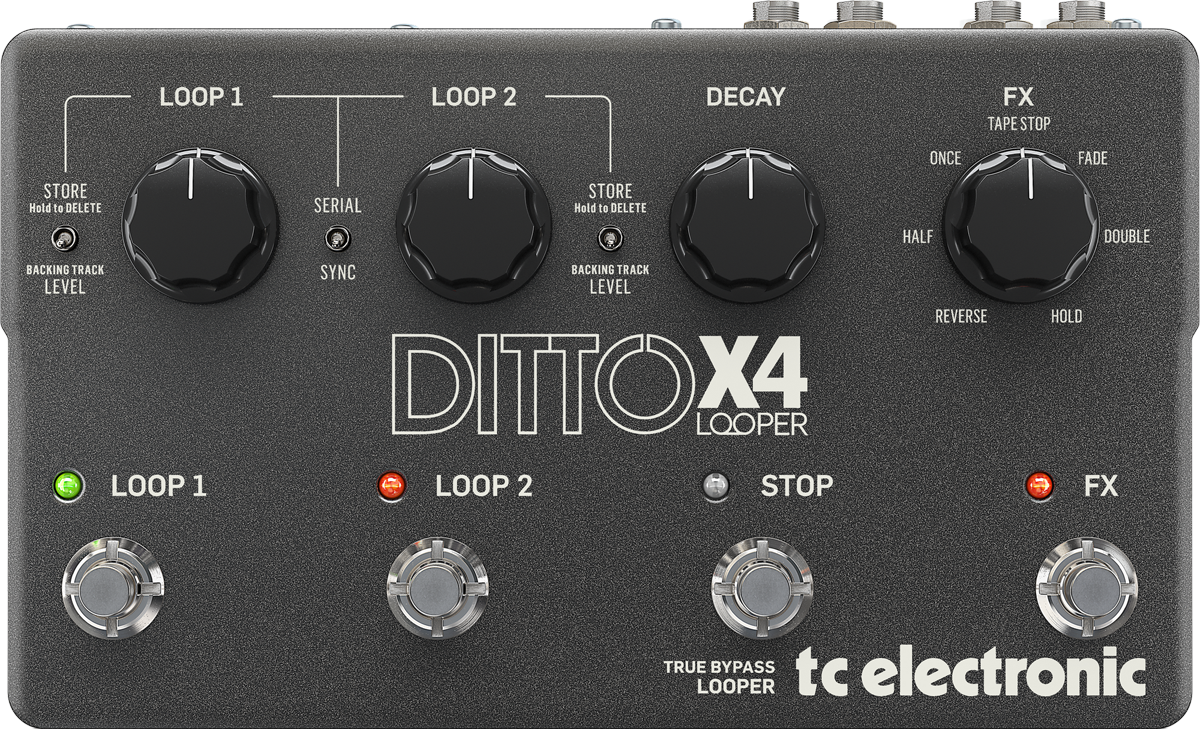 LOOP 1
LOOP 2
DECAY
FX
TAPE STOP
ONCE
FADE
HALF
DOUBLE
REVERSE
HOLD
STORE
Hold to DELETE
BACKING TRACK
LEVEL
SERIAL
SYNC
STORE
Hold to DELETE
BACKING TRACK
LEVEL
DITTO X4
LOOPER
LOOP 1
LOOP 2
STOP
FX
TRUE BYPASS
LOOPER
tc electronic